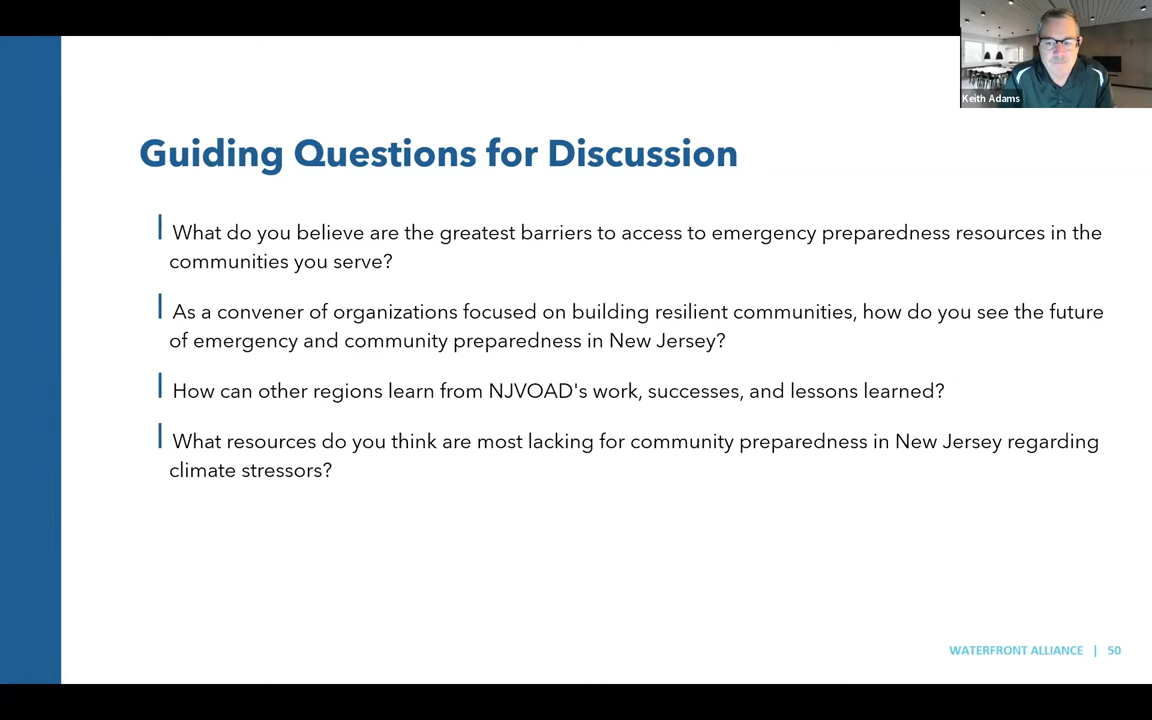 Keith Adams
Guiding Questions for Discussion
What do you believe are the greatest barriers to access to emergency preparedness resources in the
communities you serve?
As a convener of organizations focused on building resilient communities, how do you see the future
of emergency and community preparedness in New Jersey?
How can other regions learn from NJVOAD's work, successes, and lessons learned?
What resources do you think are most lacking for community preparedness in New Jersey regarding
climate stressors?
WATERFRONT ALLIANCE | 50